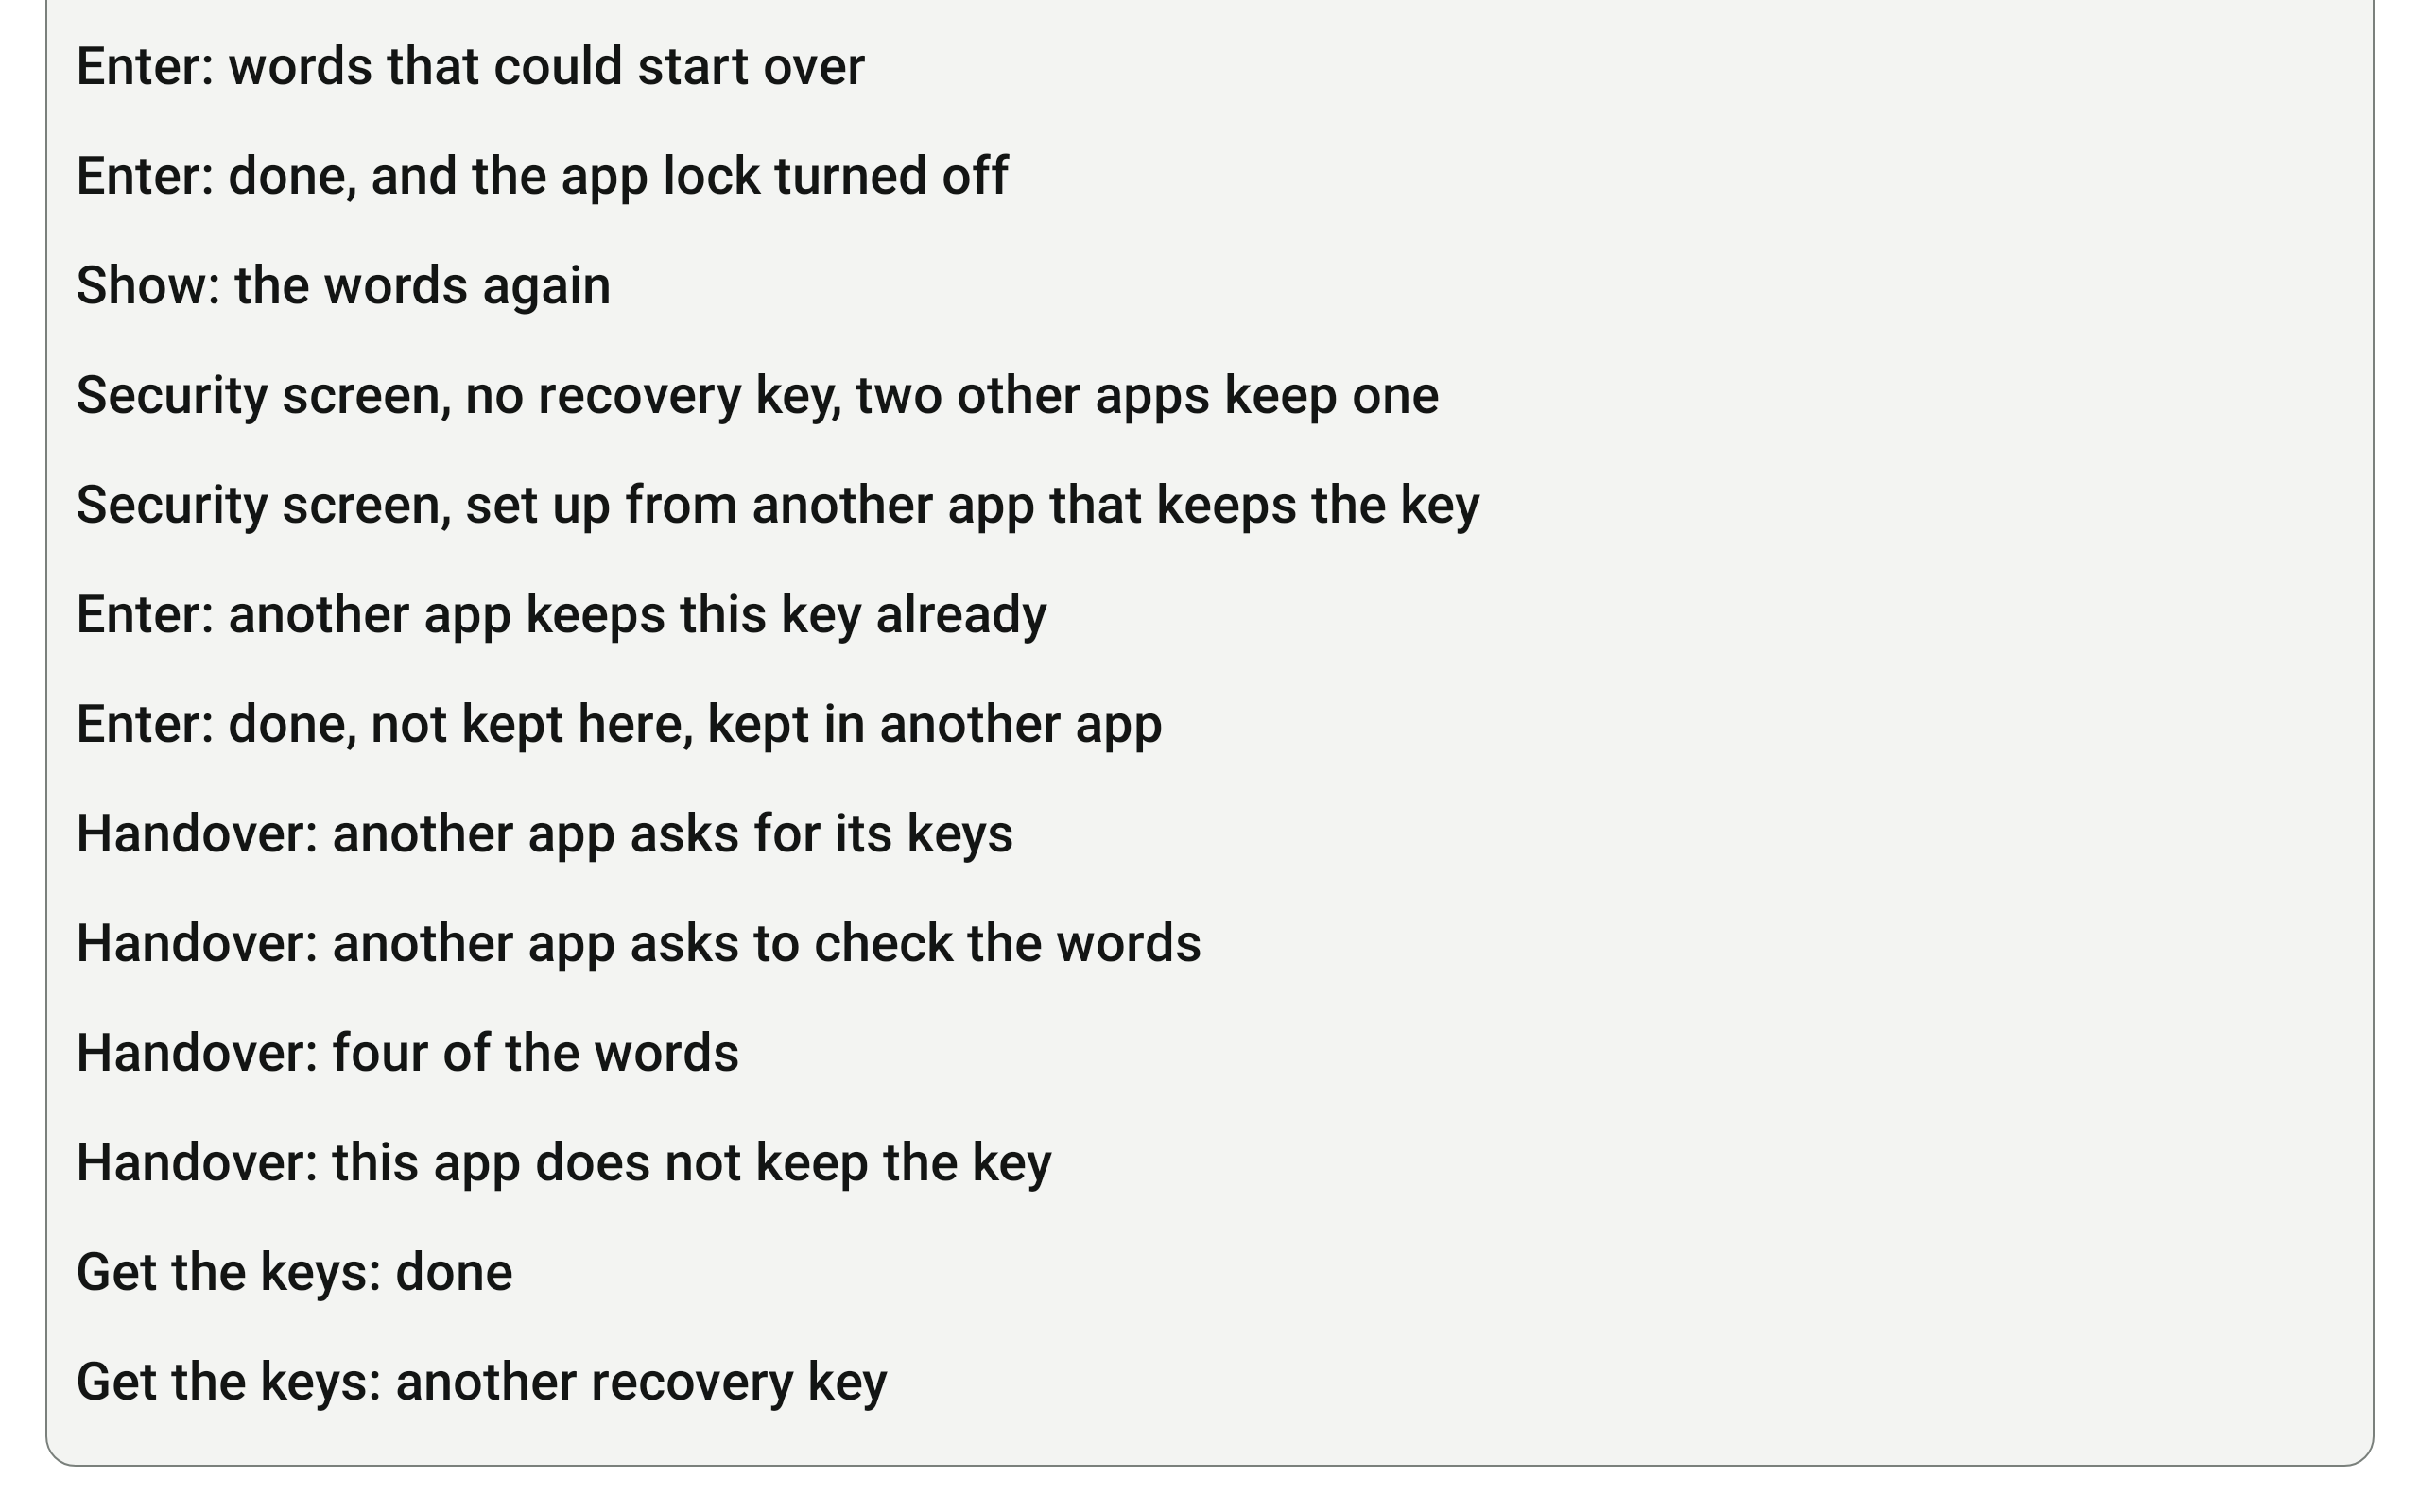 Enter: words that could start over
Enter: done, and the app lock turned off
Show: the words again
Security screen, no recovery key, two other apps keep one
Security screen, set up from another app that keeps the key
Enter: another app keeps this key already
Enter: done, not kept here, kept in another app
Handover: another app asks for its keys
Handover: another app asks to check the words
Handover: four of the words
Handover: this app does not keep the key
Get the keys: done
Get the keys: another recovery key